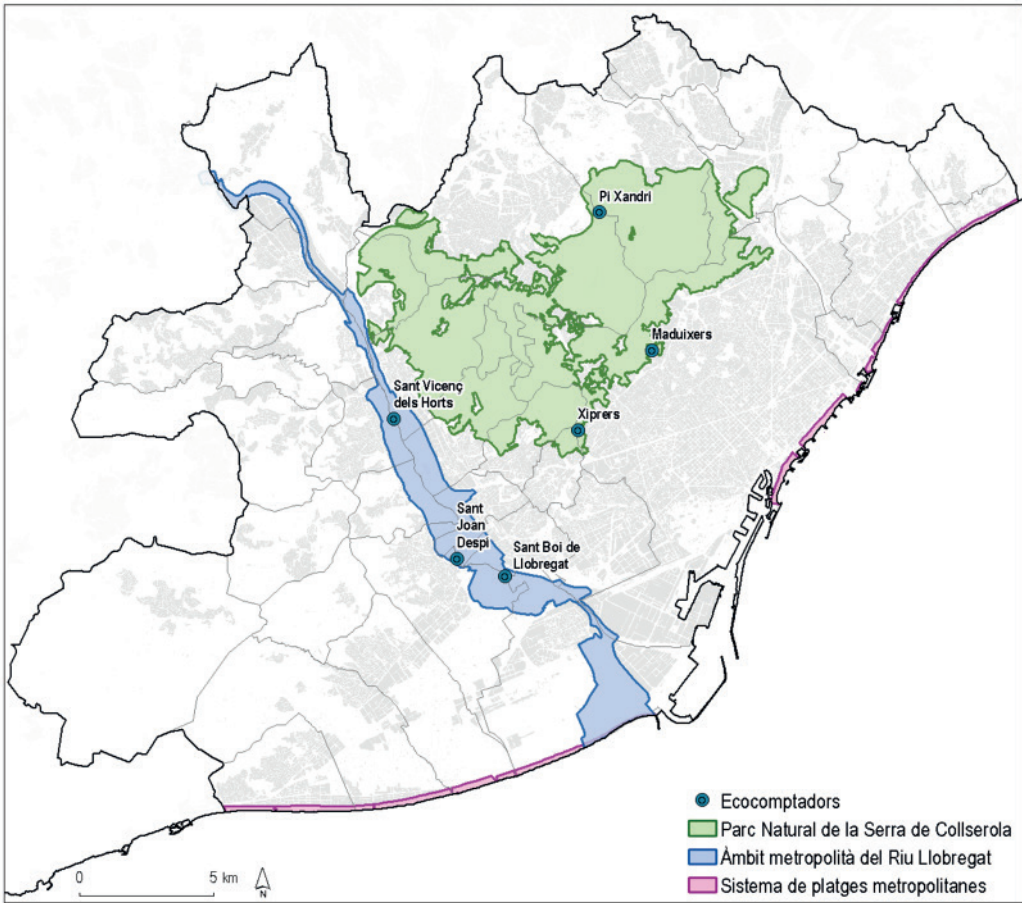 Pi Xandri
Maduixers
Sant Vicenç
dels Horts
Xiprers
Sant
Joan
Despi
Sant Boi de
Llobregat
Ecocomptadors
Parc Natural de la Serra de Collserola
Àmbit metropolità del Riu Llobregat
Sistema de platges metropolitanes
0 5 km
N